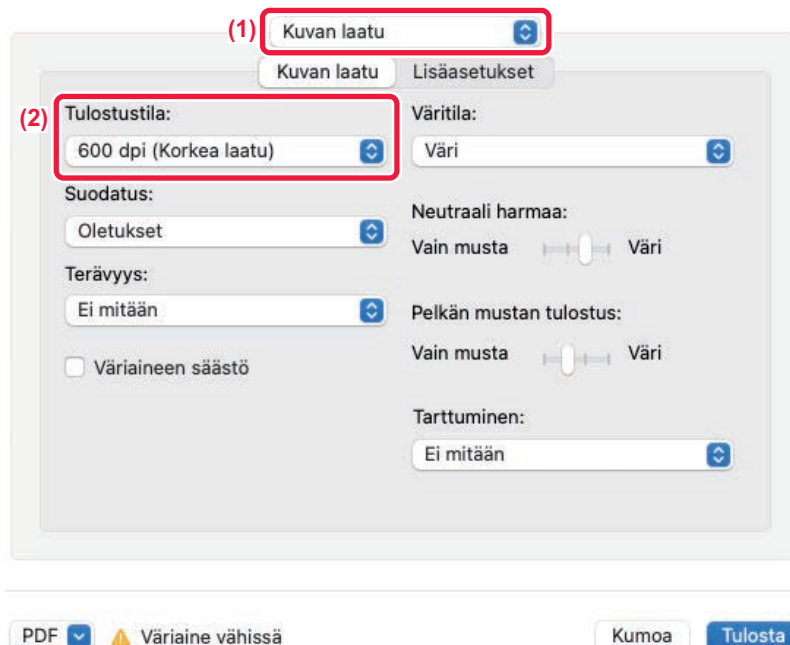 (1) Kuvan laatu
Kuvan laatu Lisäasetukset
(2) Tulostustila:
600 dpi (Korkea laatu)
Suodatus:
Oletukset
Terävyys:
Ei mitään
Väriaineen säästö
Väritila:
Väri
Neutraali harmaa:
Vain musta Väri
Pelkän mustan tulostus:
Vain musta Väri
Tarttuminen:
Ei mitään
PDF Väriaine vähissä Kumoa Tulosta